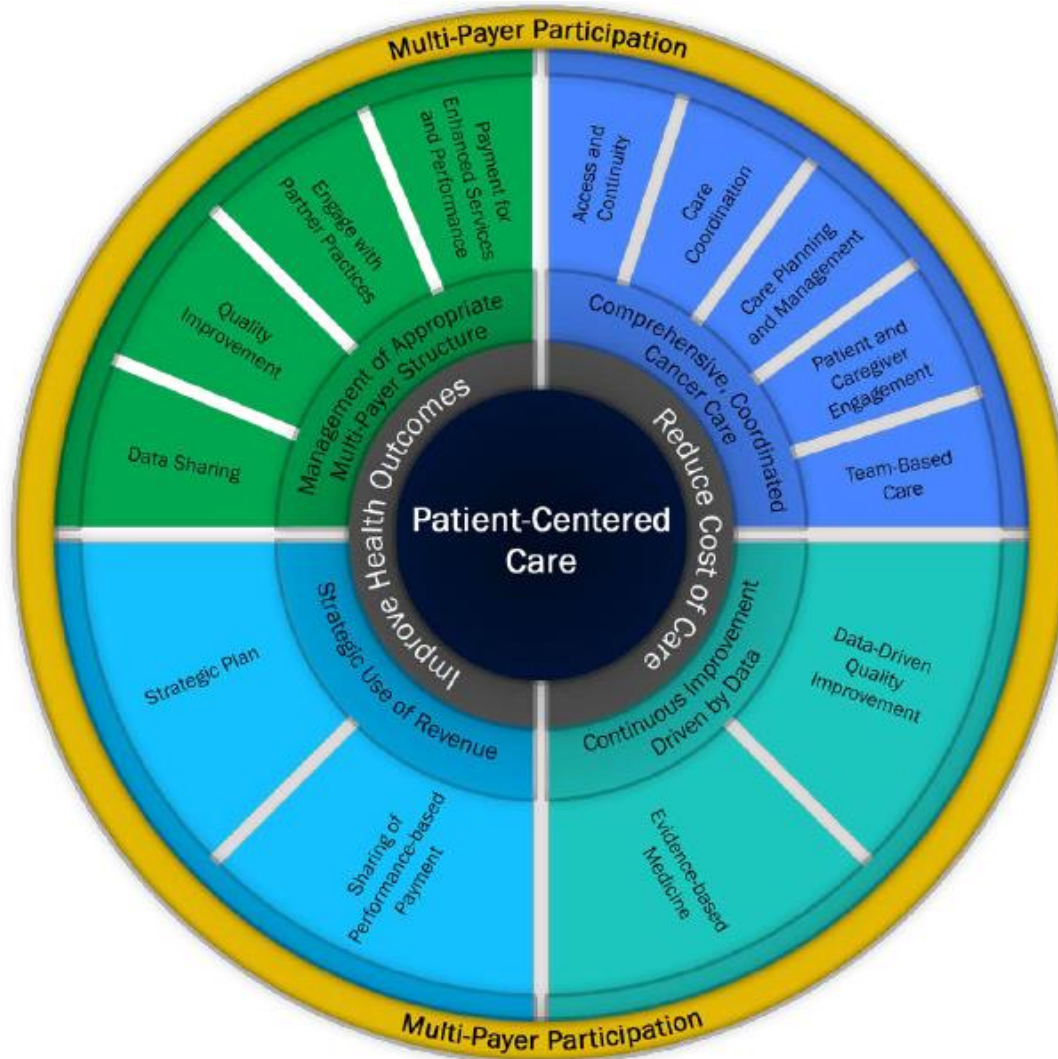 Multi-Payer Participation
Payment for
Enhanced Services
and Performance
Engage with
Partner Practices
Quality
Improvement
Data Sharing
Management of Appropriate
Multi-Payer Structure
Access and
Continuity
Care
Coordination
Care Planning
and Management
Patient and
Caregiver
Engagement
Team-Based
Care
Comprehensive, Coordinated
Cancer Care
Improve Health Outcomes
Reduce Cost of Care
Patient-Centered
Care
Strategic Plan
Sharing of
Performance-based
Payment
Strategic Use of Revenue
Continuous Improvement
Driven by Data
Data-Driven
Quality
Improvement
Evidence-based
Medicine
Multi-Payer Participation